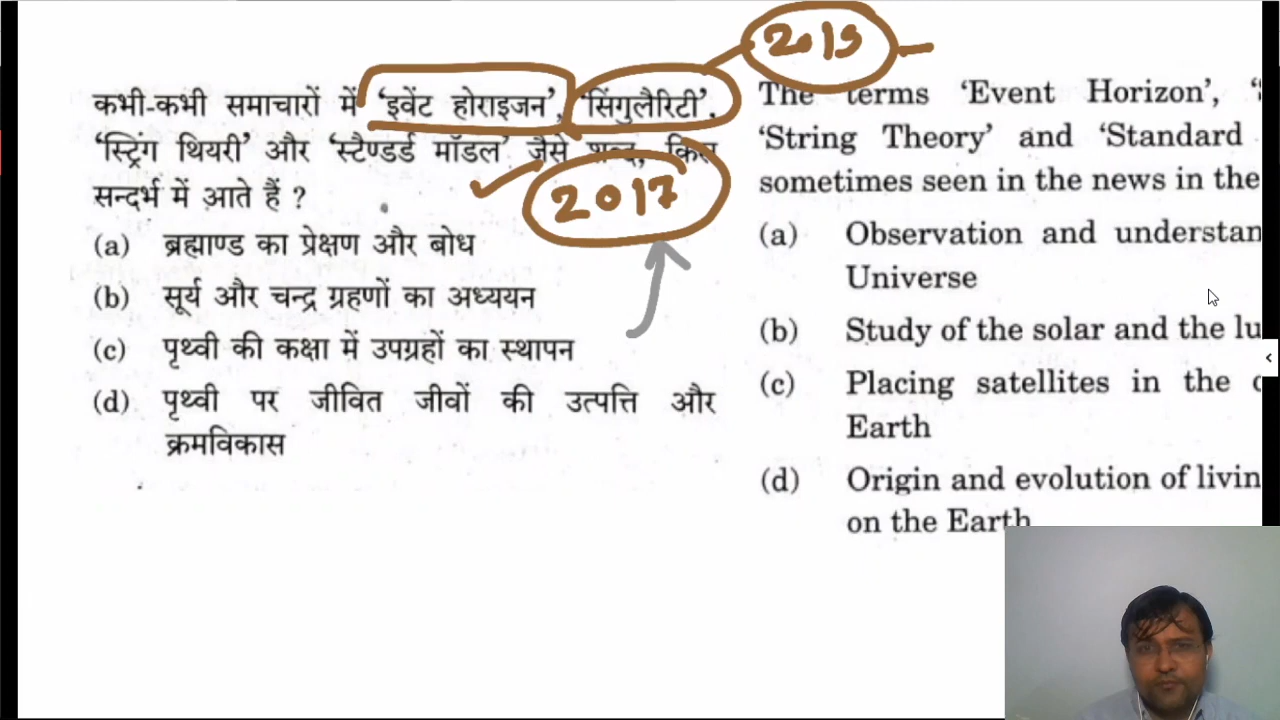 2019
कभी-कभी समाचारों में 'इवेंट होराइजन', 'सिंगुलैरिटी',
'स्ट्रिंग थियरी' और 'स्टैण्डर्ड मॉडल' जैसे शब्द, किस
सन्दर्भ में आते हैं ?
2017
(a) ब्रह्माण्ड का प्रेक्षण और बोध
(b) सूर्य और चन्द्र ग्रहणों का अध्ययन
(c) पृथ्वी की कक्षा में उपग्रहों का स्थापन
(d) पृथ्वी पर जीवित जीवों की उत्पत्ति और
क्रमविकास
The terms 'Event Horizon',
'String Theory' and 'Standard
sometimes seen in the news in the
(a) Observation and understan
Universe
(b) Study of the solar and the lu
(c) Placing satellites in the
Earth
(d) Origin and evolution of livin
on the Earth